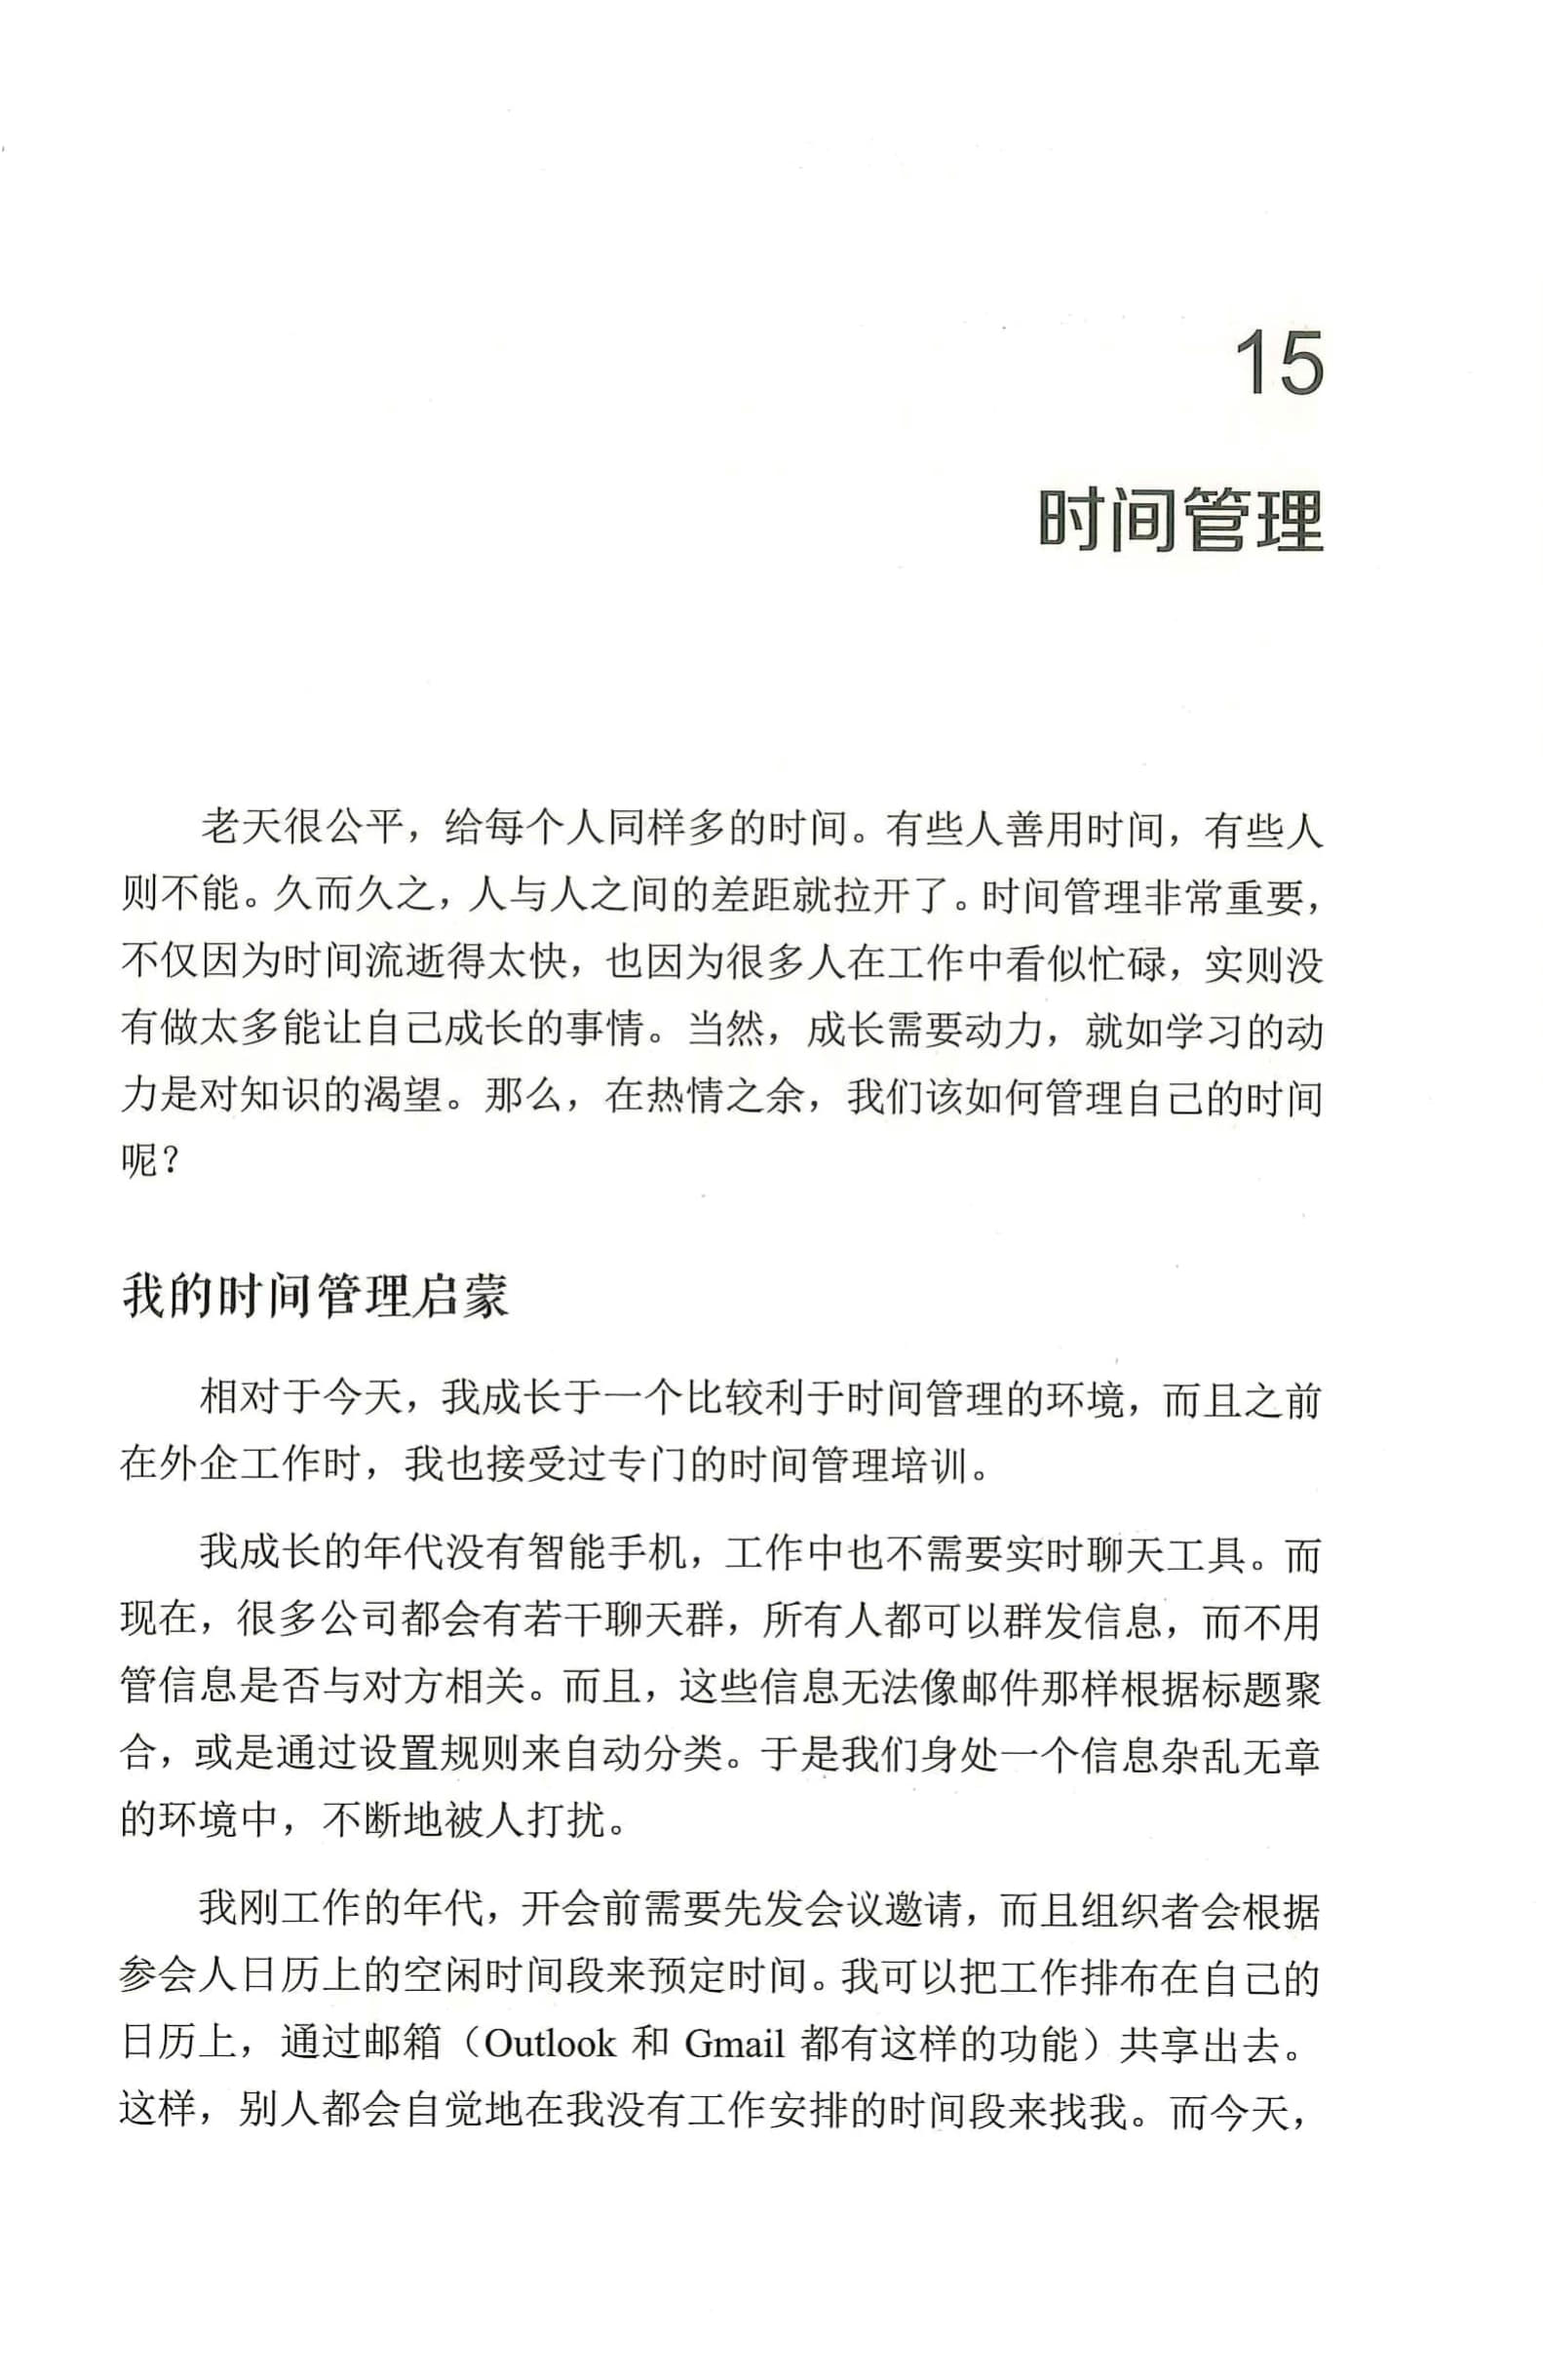 15
时间管理
老天很公平，给每个人同样多的时间。有些人善用时间，有些人
则不能。久而久之，人与人之间的差距就拉开了。时间管理非常重要，
不仅因为时间流逝得太快，也因为很多人在工作中看似忙碌，实则没
有做太多能让自己成长的事情。当然，成长需要动力，就如学习的动
力是对知识的渴望。那么，在热情之余，我们该如何管理自己的时间
呢？
我的时间管理启蒙
相对于今天，我成长于一个比较利于时间管理的环境，而且之前
在外企工作时，我也接受过专门的时间管理培训。
我成长的年代没有智能手机，工作中也不需要实时聊天工具。而
现在，很多公司都会有若干聊天群，所有人都可以群发信息，而不用
管信息是否与对方相关。而且，这些信息无法像邮件那样根据标题聚
合，或是通过设置规则来自动分类。于是我们身处一个信息杂乱无章
的环境中，不断地被人打扰。
我刚工作的年代，开会前需要先发会议邀请，而且组织者会根据
参会人日历上的空闲时间段来预定时间。我可以把工作排布在自己的
日历上，通过邮箱（Outlook 和 Gmail 都有这样的功能）共享出去。
这样，别人都会自觉地在我没有工作安排的时间段来找我。而今天，